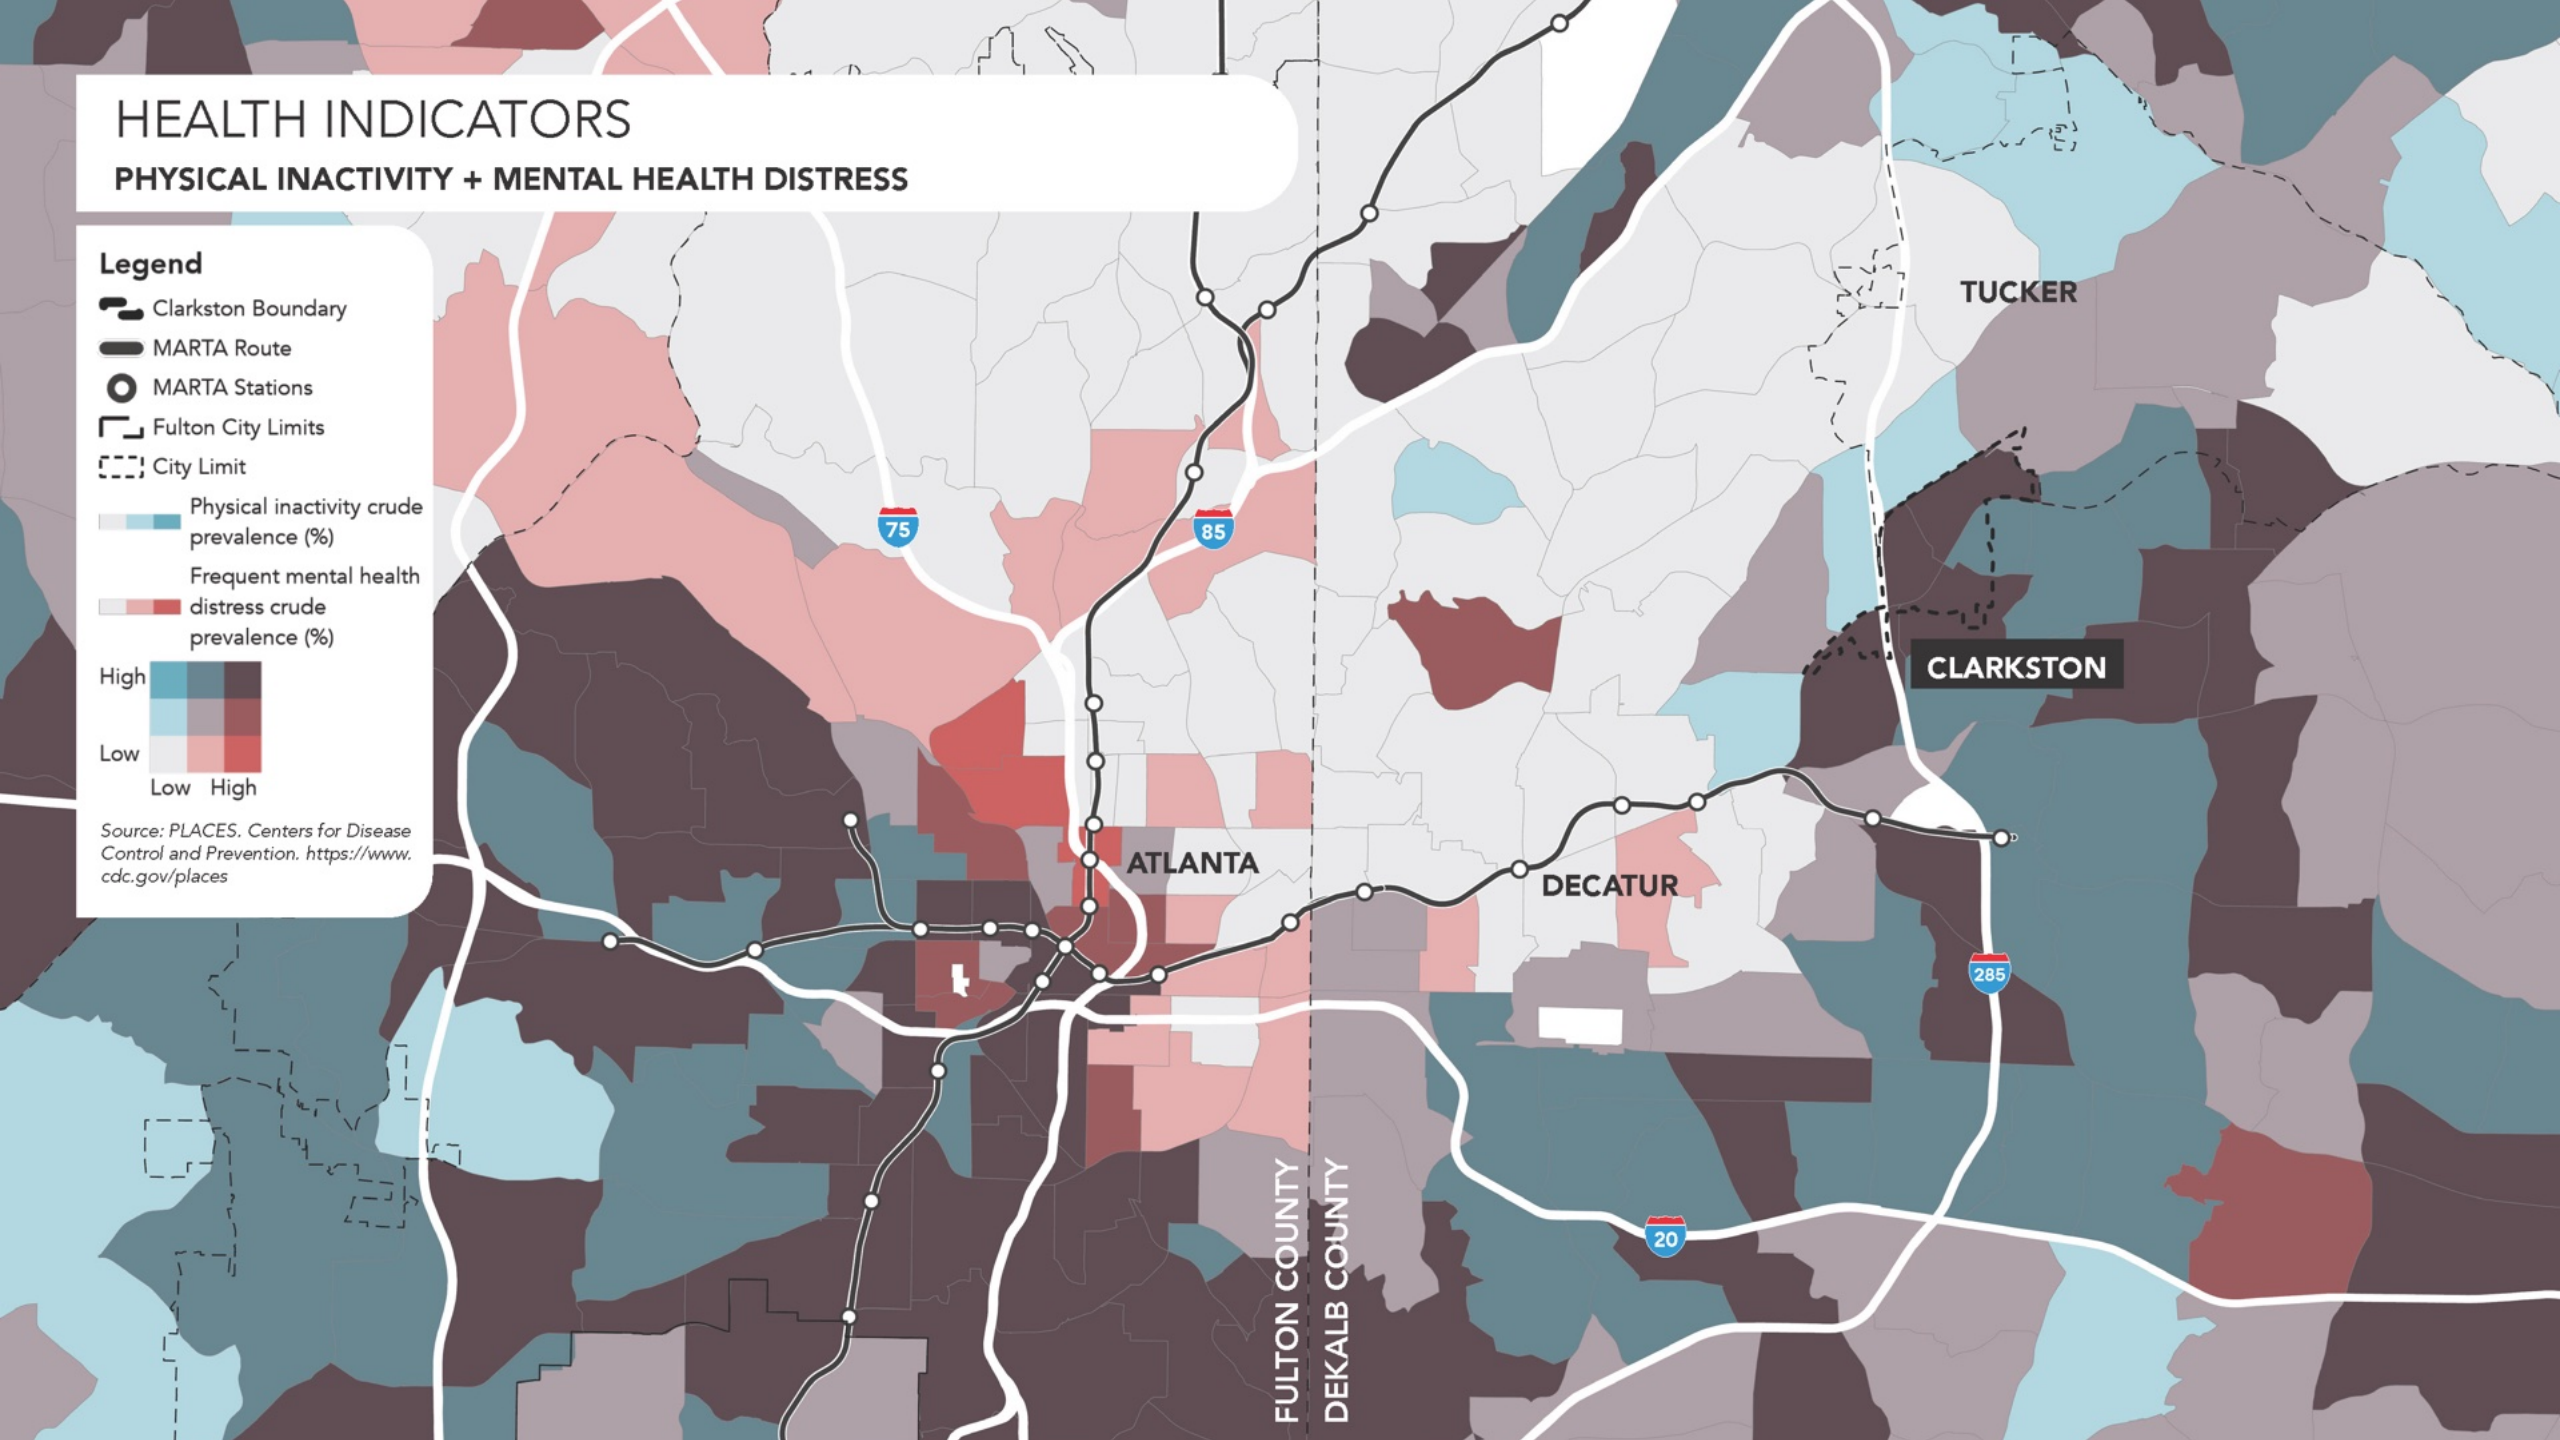 HEALTH INDICATORS
PHYSICAL INACTIVITY + MENTAL HEALTH DISTRESS
Legend
Clarkston Boundary
MARTA Route
MARTA Stations
Fulton City Limits
City Limit
Physical inactivity crude
prevalence (%)
Frequent mental health
distress crude
prevalence (%)
High
Low
Low High
Source: PLACES. Centers for Disease
Control and Prevention. https://www.
cdc.gov/places
TUCKER
75
85
CLARKSTON
ATLANTA
DECATUR
285
20
FULTON COUNTY
DEKALB COUNTY